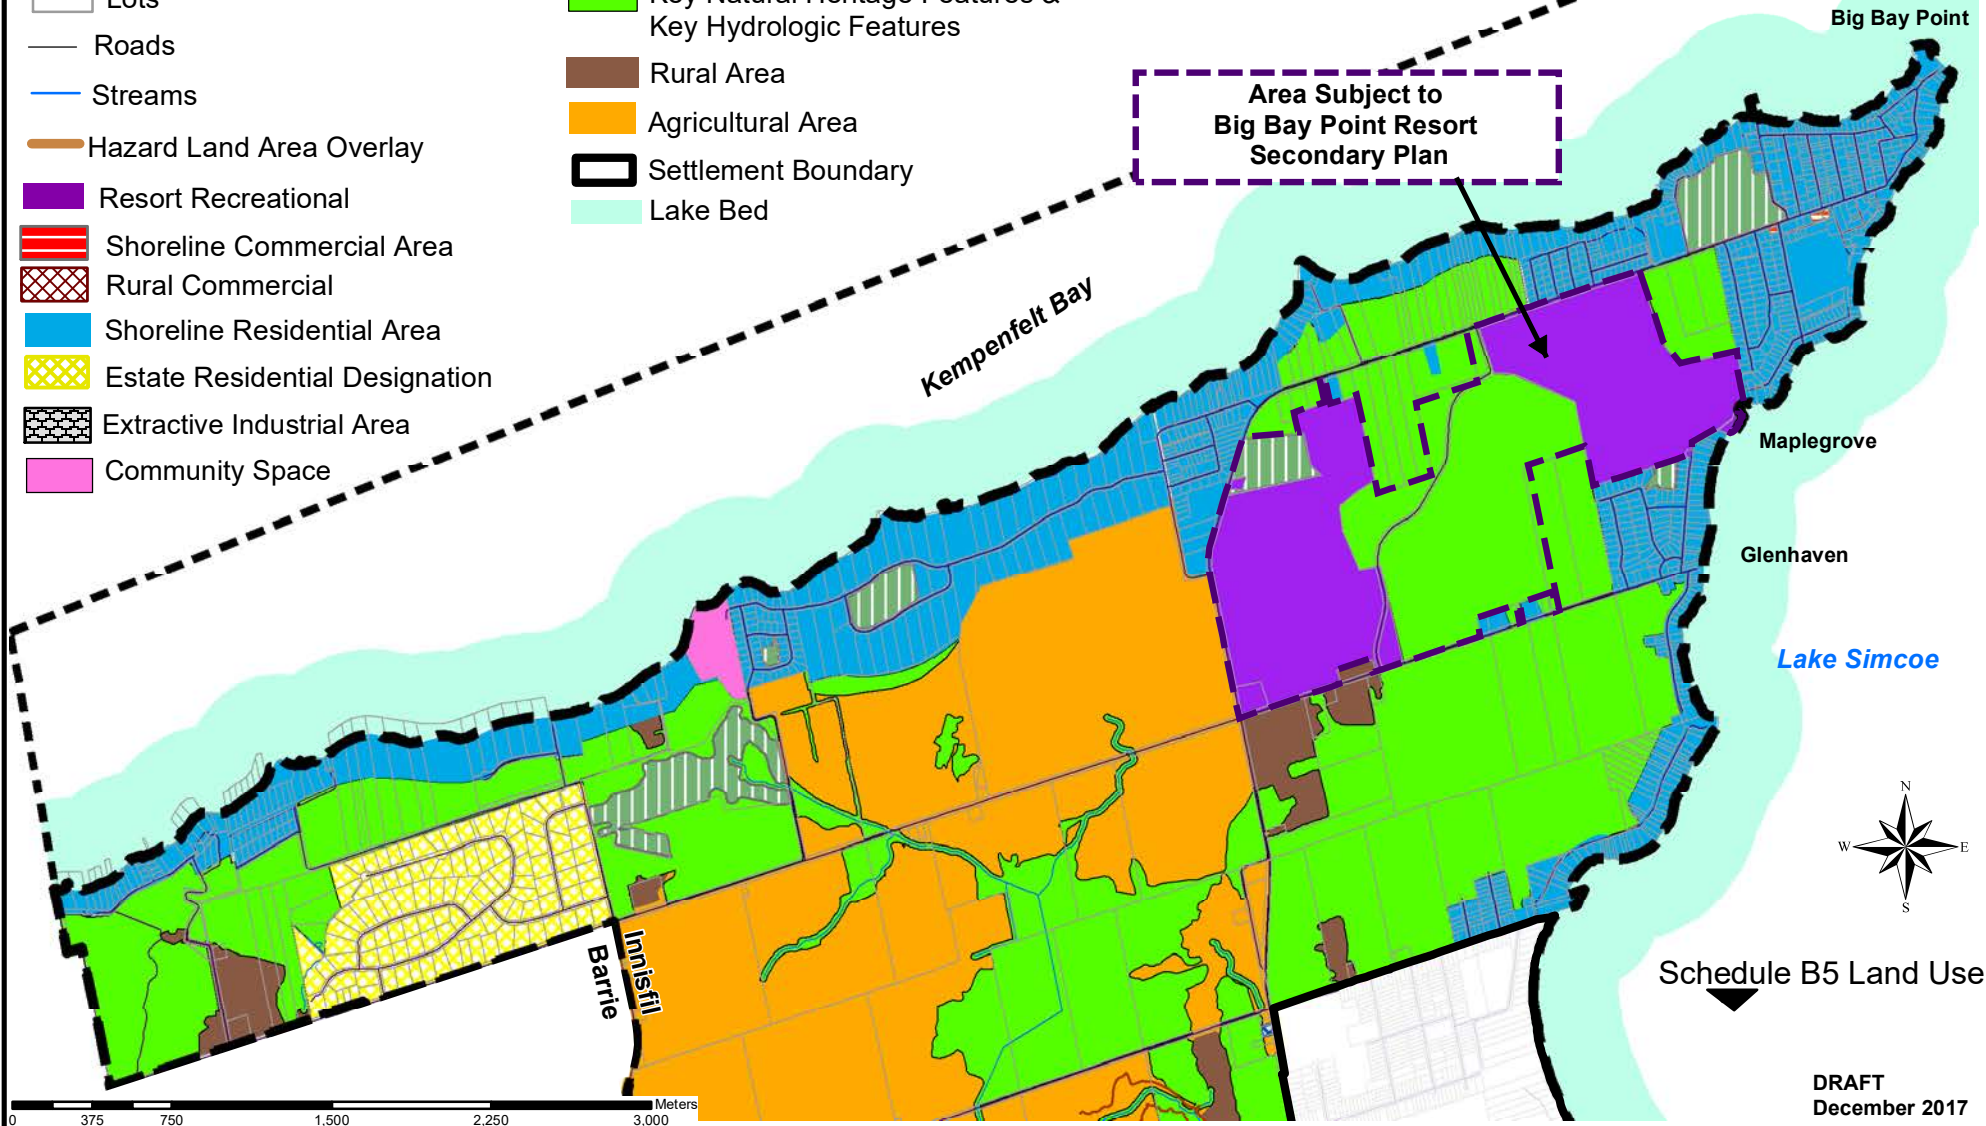 Lots
Roads
Streams
Hazard Land Area Overlay
Resort Recreational
Shoreline Commercial Area
Rural Commercial
Shoreline Residential Area
Estate Residential Designation
Extractive Industrial Area
Community Space
Key Natural Heritage Features &
Key Hydrologic Features
Rural Area
Agricultural Area
Settlement Boundary
Lake Bed
Area Subject to
Big Bay Point Resort
Secondary Plan
Big Bay Point
Kempenfelt Bay
Maplegrove
Glenhaven
Lake Simcoe
N
W E
S
Innisfil
Barrie
Schedule B5 Land Use
DRAFT
December 2017
Meters
0 375 750 1,500 2,250 3,000